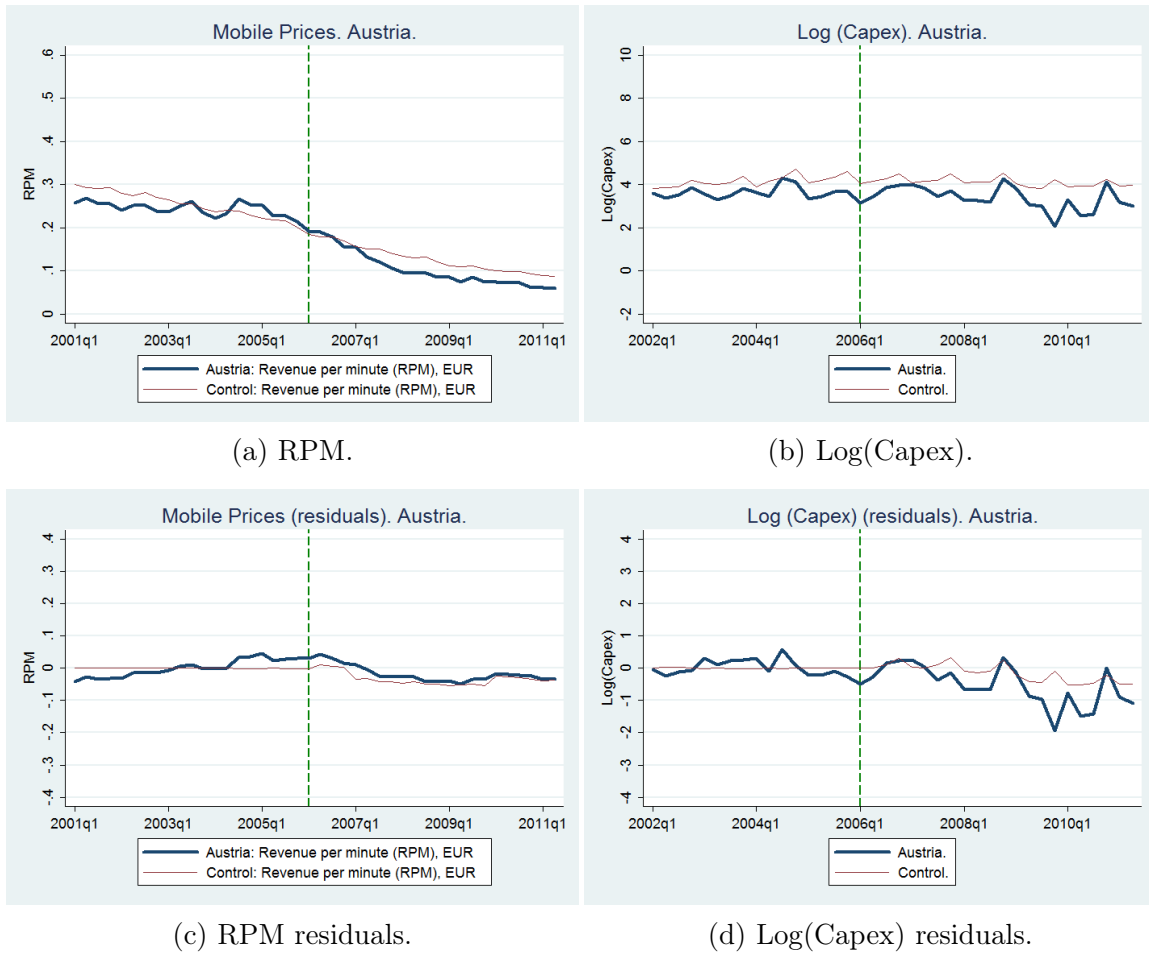 Mobile Prices. Austria.
RPM
.6
.5
.4
.3
.2
.1
0
2001q1 2003q1 2005q1 2007q1 2009q1 2011q1
Austria: Revenue per minute (RPM), EUR
Control: Revenue per minute (RPM), EUR
(a) RPM.
Log (Capex). Austria.
Log(Capex)
10
8
6
4
2
0
-2
2002q1 2004q1 2006q1 2008q1 2010q1
Austria.
Control.
(b) Log(Capex).
Mobile Prices (residuals). Austria.
RPM
.4
.3
.2
.1
0
-.1
-.2
-.3
-.4
2001q1 2003q1 2005q1 2007q1 2009q1 2011q1
Austria: Revenue per minute (RPM), EUR
Control: Revenue per minute (RPM), EUR
(c) RPM residuals.
Log (Capex) (residuals). Austria.
Log(Capex)
4
3
2
1
0
-1
-2
-3
-4
2002q1 2004q1 2006q1 2008q1 2010q1
Austria.
Control.
(d) Log(Capex) residuals.